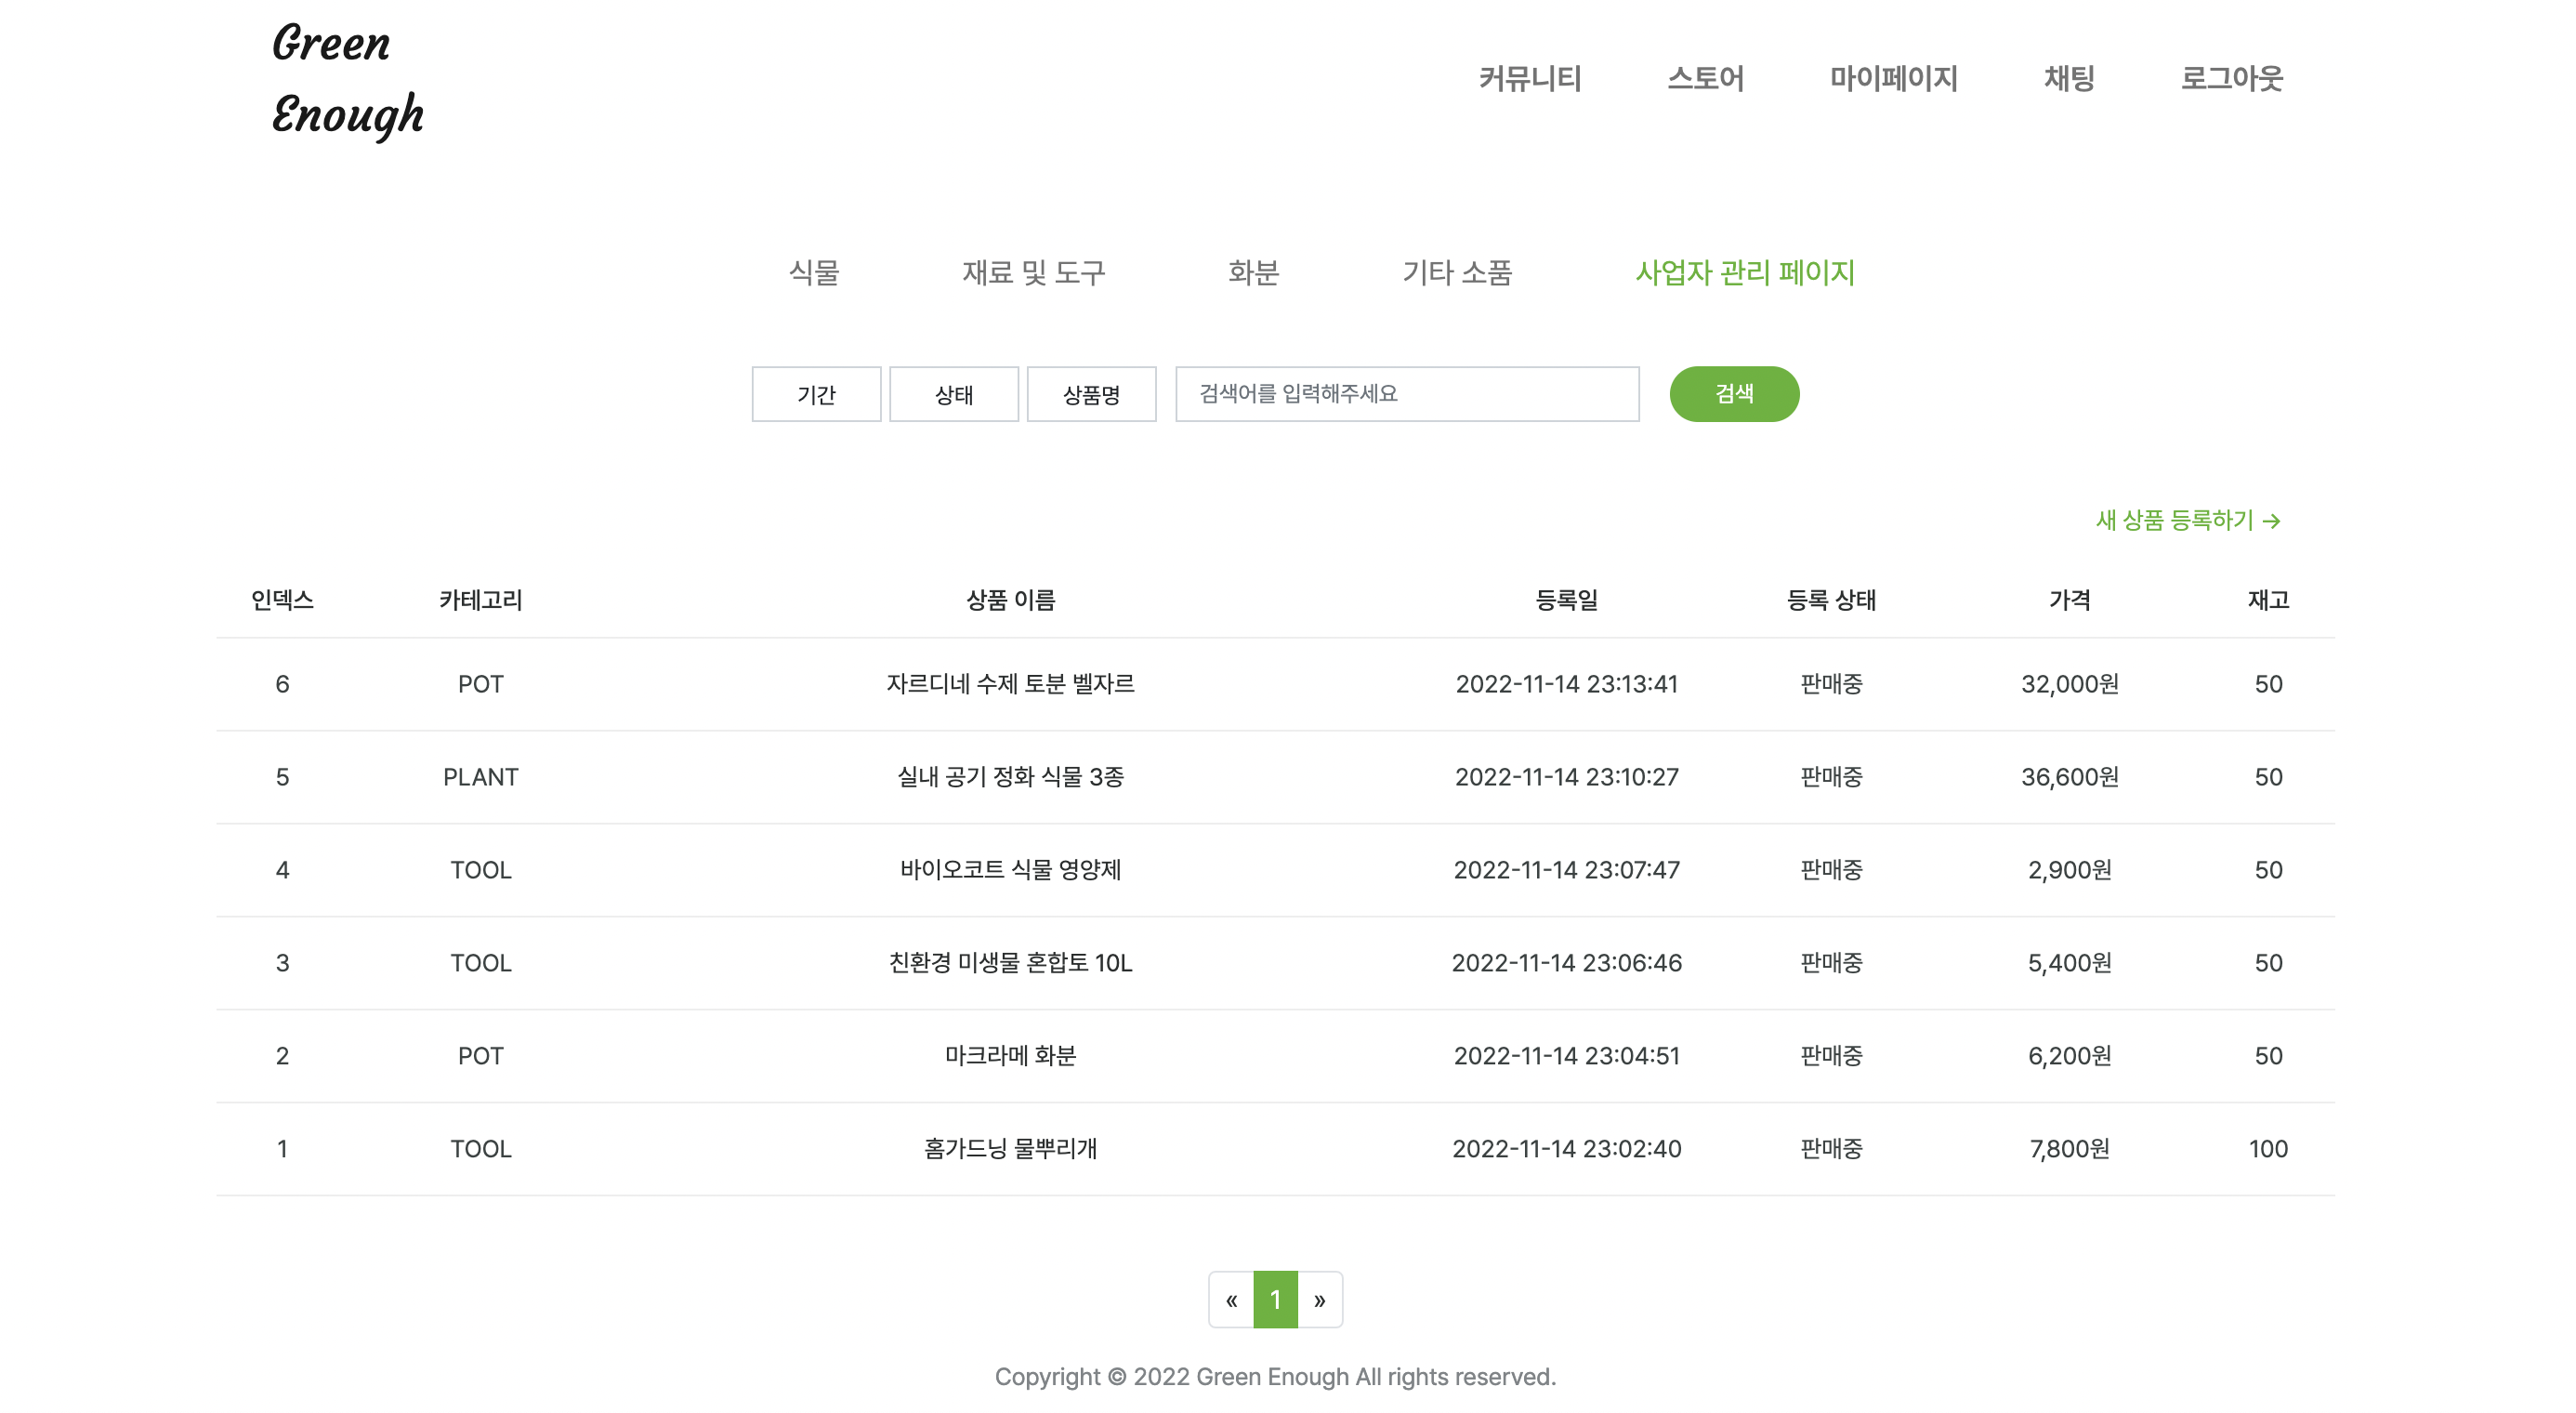 Green
Enough
커뮤니티 스토어 마이페이지 채팅 로그아웃
식물 재료 및 도구 화분 기타 소품 사업자 관리 페이지
기간 상태 상품명 검색어를 입력해주세요 검색
새 상품 등록하기 →
인덱스 카테고리 상품 이름 등록일 등록 상태 가격 재고
6 POT 자르디네 수제 토분 벨자르 2022-11-14 23:13:41 판매중 32,000원 50
5 PLANT 실내 공기 정화 식물 3종 2022-11-14 23:10:27 판매중 36,600원 50
4 TOOL 바이오코트 식물 영양제 2022-11-14 23:07:47 판매중 2,900원 50
3 TOOL 친환경 미생물 혼합토 10L 2022-11-14 23:06:46 판매중 5,400원 50
2 POT 마크라메 화분 2022-11-14 23:04:51 판매중 6,200원 50
1 TOOL 홈가드닝 물뿌리개 2022-11-14 23:02:40 판매중 7,800원 100
« 1 »
Copyright © 2022 Green Enough All rights reserved.